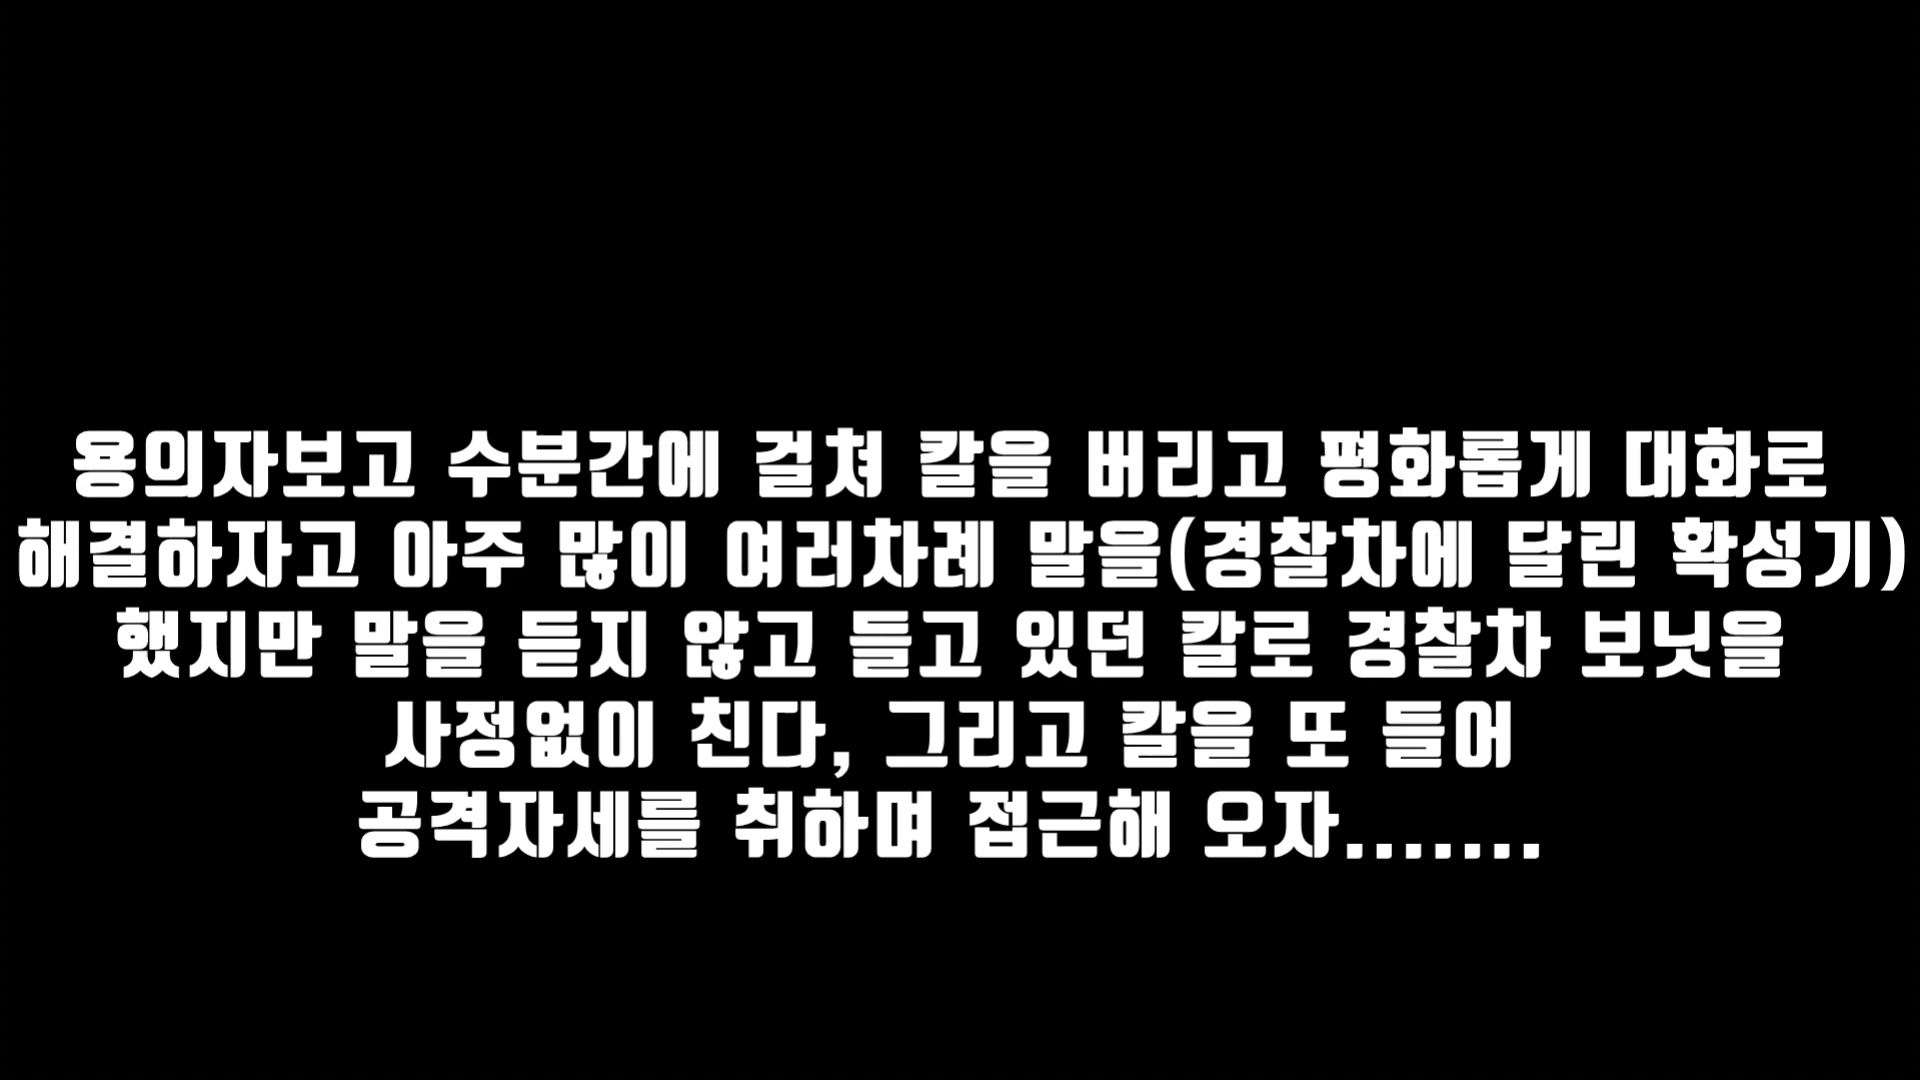 용의자보고 수분간에 걸쳐 칼을 버리고 평화롭게 대화로
해결하자고 아주 많이 여러차례 말을(경찰차에 달린 확성기)
했지만 말을 듣지 않고 들고 있던 칼로 경찰차 보닛을
사정없이 친다, 그리고 칼을 또 들어
공격자세를 취하며 접근해 오자.......